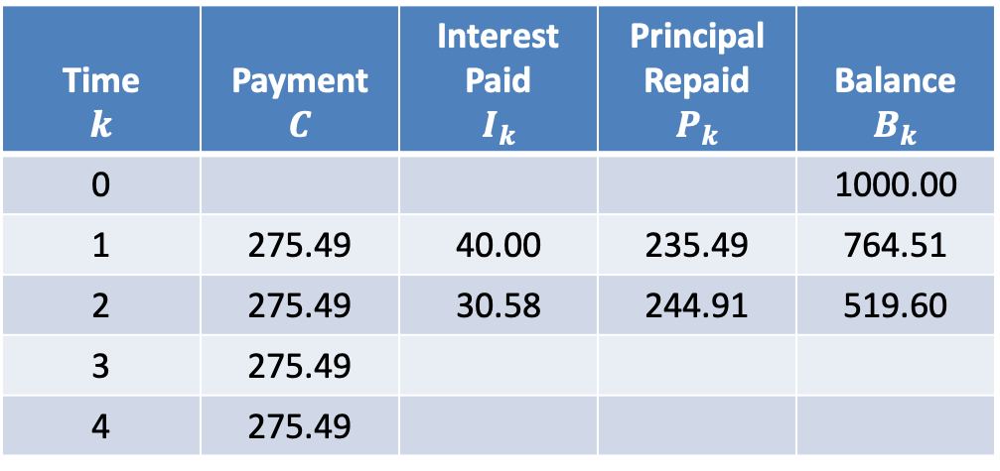 Time k Payment C Interest Paid I_k Principal Repaid P_k Balance B_k
0 1000.00
1 275.49 40.00 235.49 764.51
2 275.49 30.58 244.91 519.60
3 275.49
4 275.49